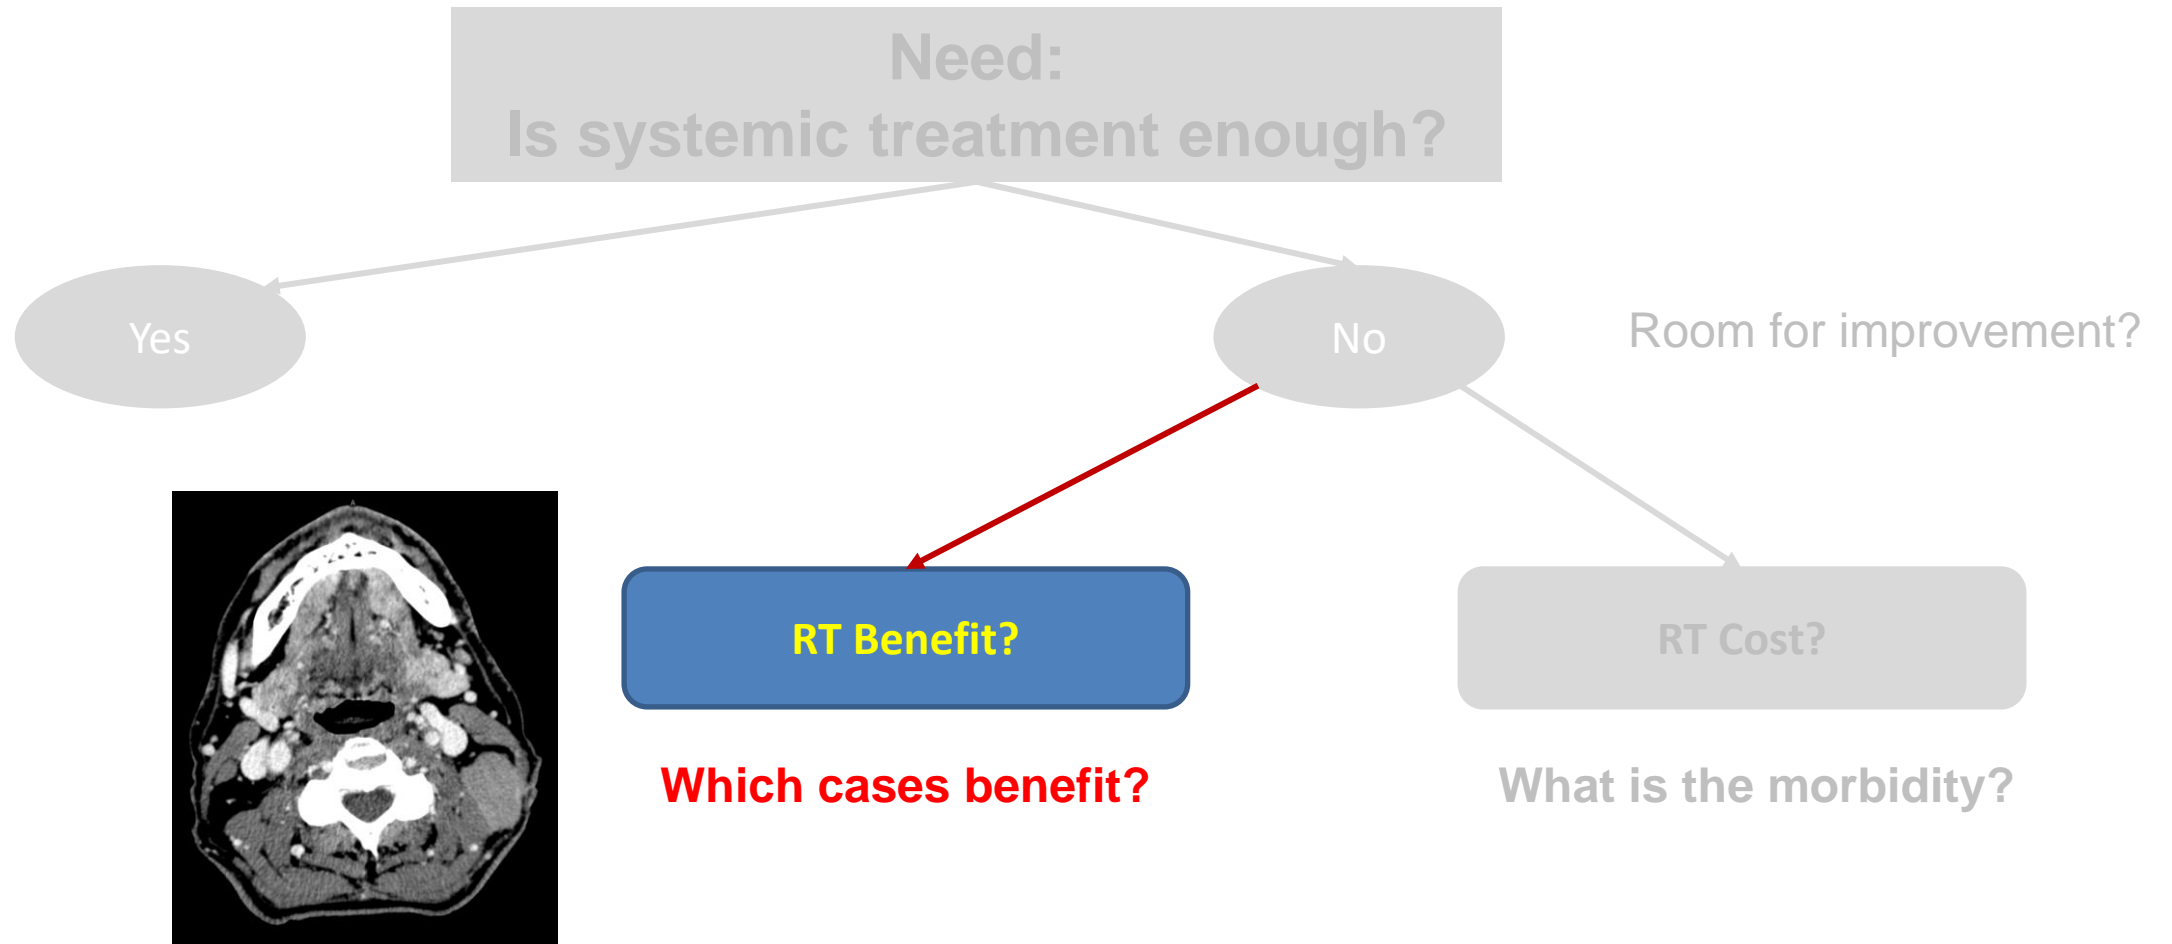 Need:
Is systemic treatment enough?
Yes
No
Room for improvement?
RT Benefit?
RT Cost?
Which cases benefit?
What is the morbidity?